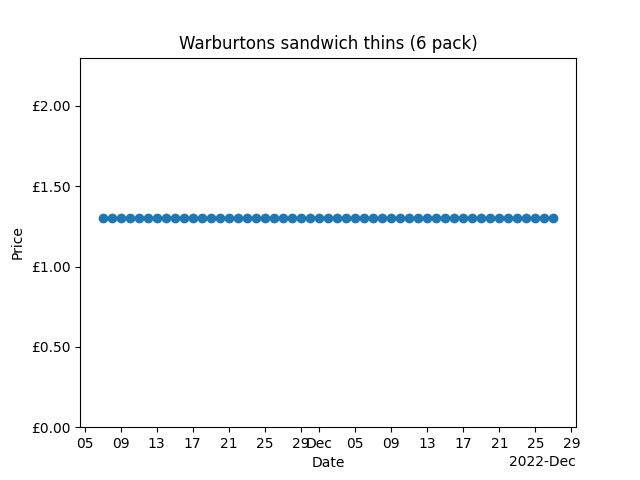 Warburtons sandwich thins (6 pack)
£2.00
£1.50
£1.00
£0.50
£0.00
Price
05 09 13 17 21 25 29 Dec 05 09 13 17 21 25 29
Date
2022-Dec